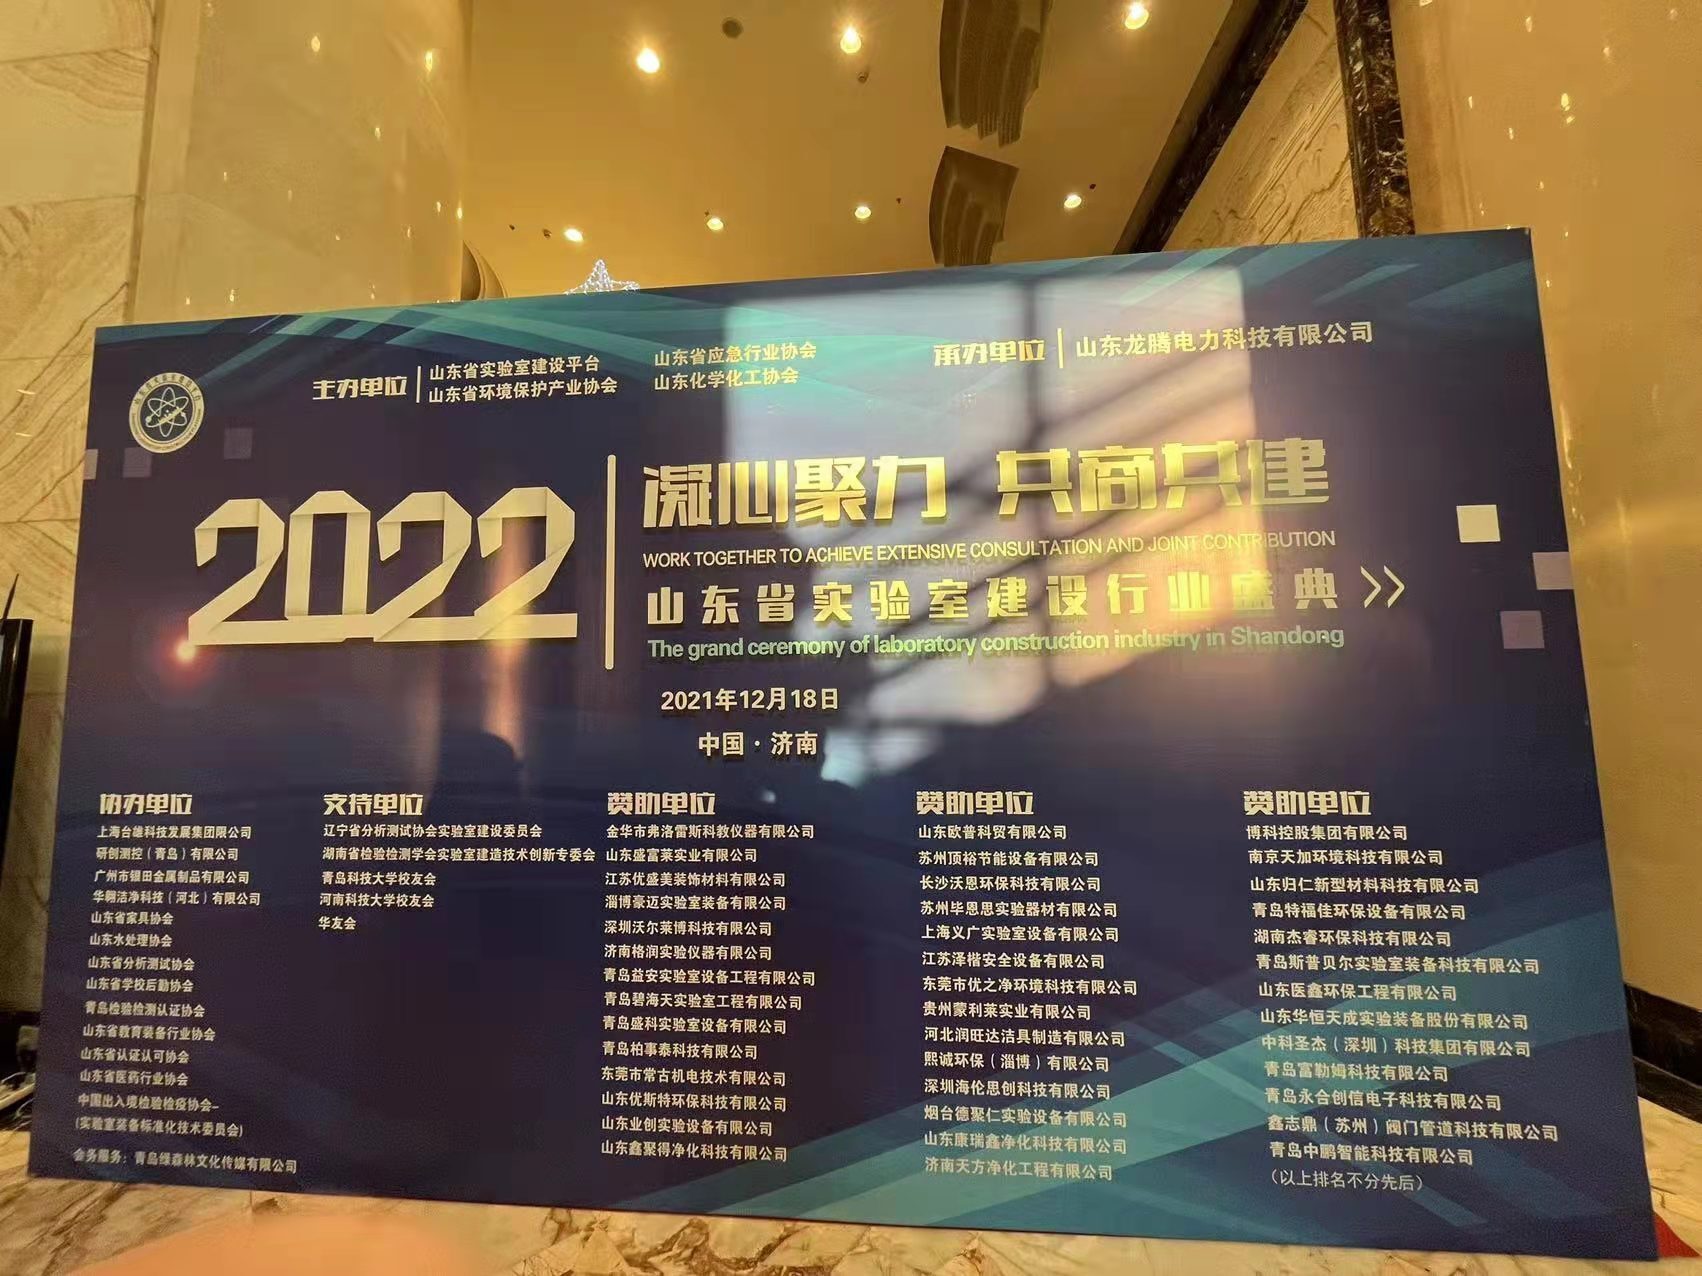 主办单位
山东省实验室建设平台
山东省环境保护产业协会
山东省应急行业协会
山东化学化工协会
承办单位
山东龙腾电力科技有限公司
2022
凝心聚力 共商共建
WORK TOGETHER TO ACHIEVE EXTENSIVE CONSULTATION AND JOINT CONTRIBUTION
山东省实验室建设行业盛典
The grand ceremony of laboratory construction industry in Shandong
2021年12月18日
中国·济南
协办单位
上海台雄科技发展集团有限公司
研创测控（青岛）有限公司
广州市银田金属制品有限公司
华翱洁净科技（河北）有限公司
山东省家具协会
山东水处理协会
山东省分析测试协会
山东省学校后勤协会
青岛检验检测认证协会
山东省教育装备行业协会
山东省认证认可协会
山东省医药行业协会
中国出入境检验检疫协会-
(实验室装备标准化技术委员会)
会务服务：青岛绿森林文化传媒有限公司
支持单位
辽宁省分析测试协会实验室建设委员会
湖南省检验检测学会实验室建造技术创新专委会
青岛科技大学校友会
河南科技大学校友会
华友会
赞助单位
金华市弗洛雷斯科教仪器有限公司
山东盛富莱实业有限公司
江苏优盛美装饰材料有限公司
淄博豪迈实验室装备有限公司
深圳沃尔莱博科技有限公司
济南格润实验仪器有限公司
青岛益安实验室设备工程有限公司
青岛碧海天实验室工程有限公司
青岛盛科实验室设备有限公司
青岛柏事泰科技有限公司
东莞市常古机电技术有限公司
山东优斯特环保科技有限公司
山东业创实验设备有限公司
山东鑫聚得净化科技有限公司
赞助单位
山东欧普科贸有限公司
苏州顶裕节能设备有限公司
长沙沃恩环保科技有限公司
苏州毕恩思实验器材有限公司
上海义广实验室设备有限公司
江苏泽楷安全设备有限公司
东莞市优之净环境科技有限公司
贵州蒙利莱实业有限公司
河北润旺达洁具制造有限公司
熙诚环保（淄博）有限公司
深圳海伦思创科技有限公司
烟台德聚仁实验设备有限公司
山东康瑞鑫净化科技有限公司
济南天方净化工程有限公司
赞助单位
博科控股集团有限公司
南京天加环境科技有限公司
山东归仁新型材料科技有限公司
青岛特福佳环保设备有限公司
湖南杰睿环保科技有限公司
青岛斯普贝尔实验室装备科技有限公司
山东医鑫环保工程有限公司
山东华恒天成实验装备股份有限公司
中科圣杰（深圳）科技集团有限公司
青岛富勒姆科技有限公司
青岛永合创信电子科技有限公司
鑫志鼎（苏州）阀门管道科技有限公司
青岛中鹏智能科技有限公司
（以上排名不分先后）